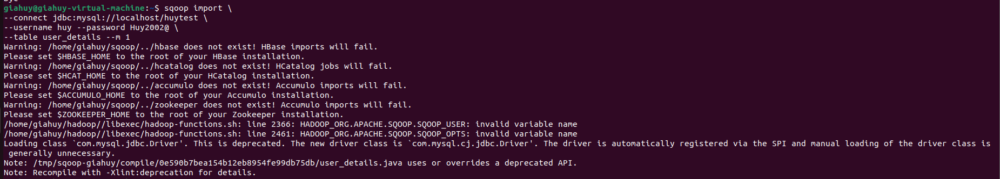 giahuy@giahuy-virtual-machine:~$ sqoop import \
--connect jdbc:mysql://localhost/huytest \
--username huy --password Huy2002@ \
--table user_details --m 1
Warning: /home/giahuy/sqoop/../hbase does not exist! HBase imports will fail.
Please set $HBASE_HOME to the root of your HBase installation.
Warning: /home/giahuy/sqoop/../hcatalog does not exist! HCatalog jobs will fail.
Please set $HCAT_HOME to the root of your HCatalog installation.
Warning: /home/giahuy/sqoop/../accumulo does not exist! Accumulo imports will fail.
Please set $ACCUMULO_HOME to the root of your Accumulo installation.
Warning: /home/giahuy/sqoop/../zookeeper does not exist! Accumulo imports will fail.
Please set $ZOOKEEPER_HOME to the root of your Zookeeper installation.
/home/giahuy/hadoop//libexec/hadoop-functions.sh: line 2366: HADOOP_ORG.APACHE.SQOOP.SQOOP_USER: invalid variable name
/home/giahuy/hadoop//libexec/hadoop-functions.sh: line 2461: HADOOP_ORG.APACHE.SQOOP.SQOOP_OPTS: invalid variable name
Loading class `com.mysql.jdbc.Driver'. This is deprecated. The new driver class is `com.mysql.cj.jdbc.Driver'. The driver is automatically registered via the SPI and manual loading of the driver class is
 generally unnecessary.
Note: /tmp/sqoop-giahuy/compile/0e590b7bea154b12eb8954fe99db75db/user_details.java uses or overrides a deprecated API.
Note: Recompile with -Xlint:deprecation for details.